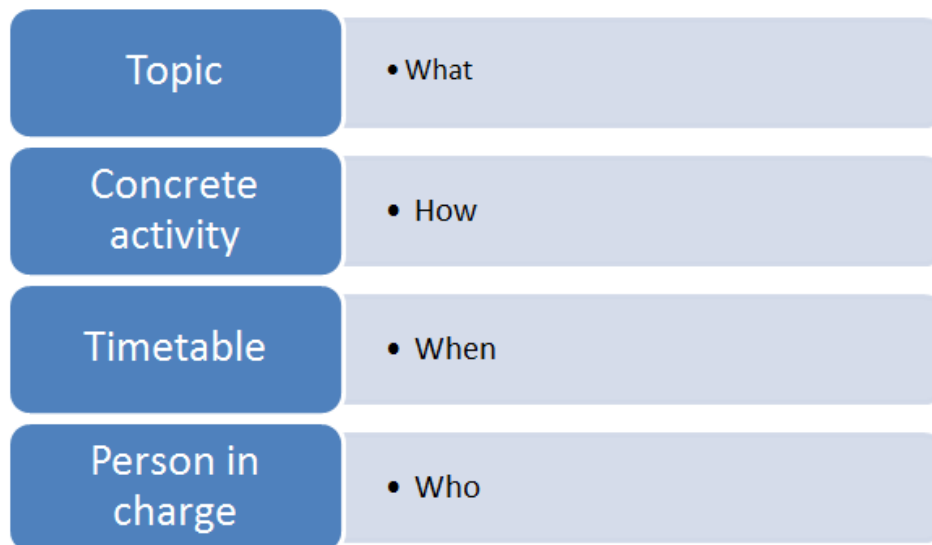 Topic
• What
Concrete
activity
• How
Timetable
• When
Person in
charge
• Who